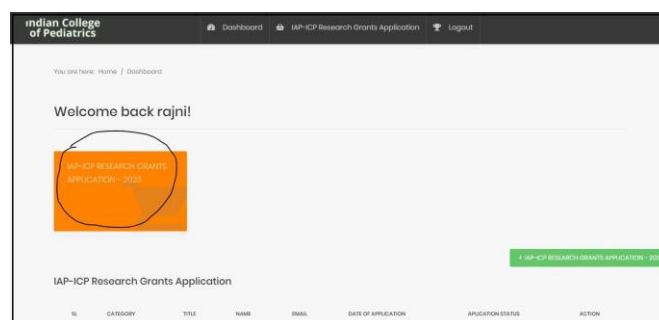 Indian College
of Pediatrics
Dashboard
IAP-ICP Research Grants Application
Logout
You are here: Home / Dashboard
Welcome back rajni!
IAP-ICP RESEARCH GRANTS
APPLICATION - 2023
+ IAP-ICP RESEARCH GRANTS APPLICATION - 202
IAP-ICP Research Grants Application
SL CATEGORY TITLE NAME EMAIL DATE OF APPLICATION APLICATION STATUS ACTION